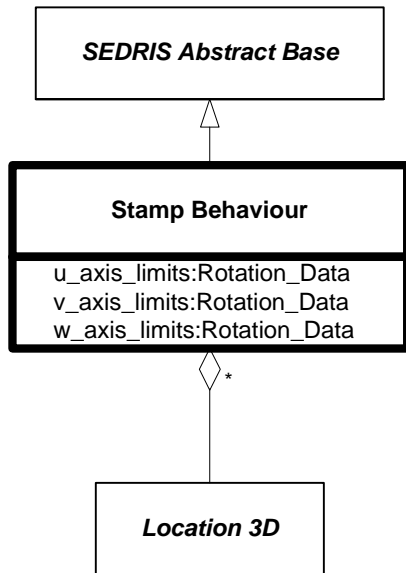 SEDRIS Abstract Base
Stamp Behaviour
u_axis_limits:Rotation_Data
v_axis_limits:Rotation_Data
w_axis_limits:Rotation_Data
*
Location 3D